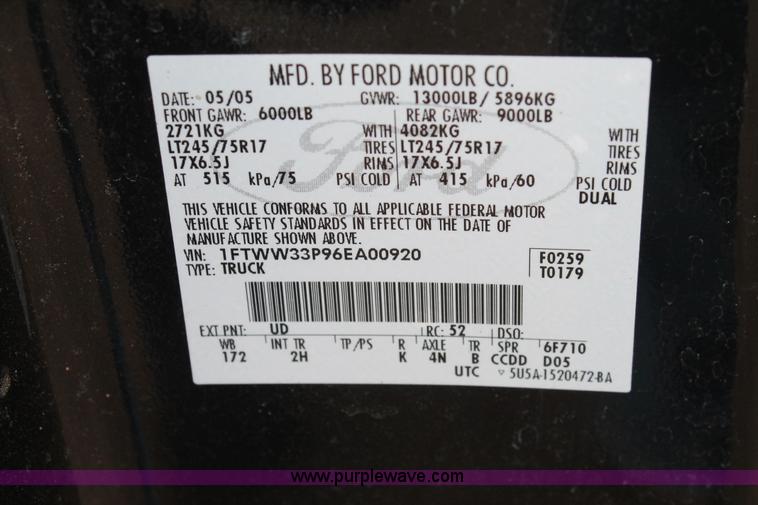 MFD. BY FORD MOTOR CO.
DATE: 05/05 GVWR: 13000LB/ 5896KG
FRONT GAWR: 6000LB REAR GAWR: 9000LB
2721KG WITH 4082KG WITH
LT245/75R17 TIRES LT245/75R17 TIRES
17X6.5J RIMS 17X6.5J RIMS
AT 515 kPa/75 PSI COLD AT 415 kPa/60 PSI COLD
DUAL
Ford
THIS VEHICLE CONFORMS TO ALL APPLICABLE FEDERAL MOTOR
VEHICLE SAFETY STANDARDS IN EFFECT ON THE DATE OF
MANUFACTURE SHOWN ABOVE.
VIN: 1FTWW33P96EA00920 F0259
TYPE: TRUCK T0179
EXT PNT: UD RC: 52 DSO:
WB INT TR TP/PS R AXLE TR SPR 6F710
172 2H K 4N B CCDD D05
UTC ▿ 5U5A-1520472-BA
www.purplewave.com